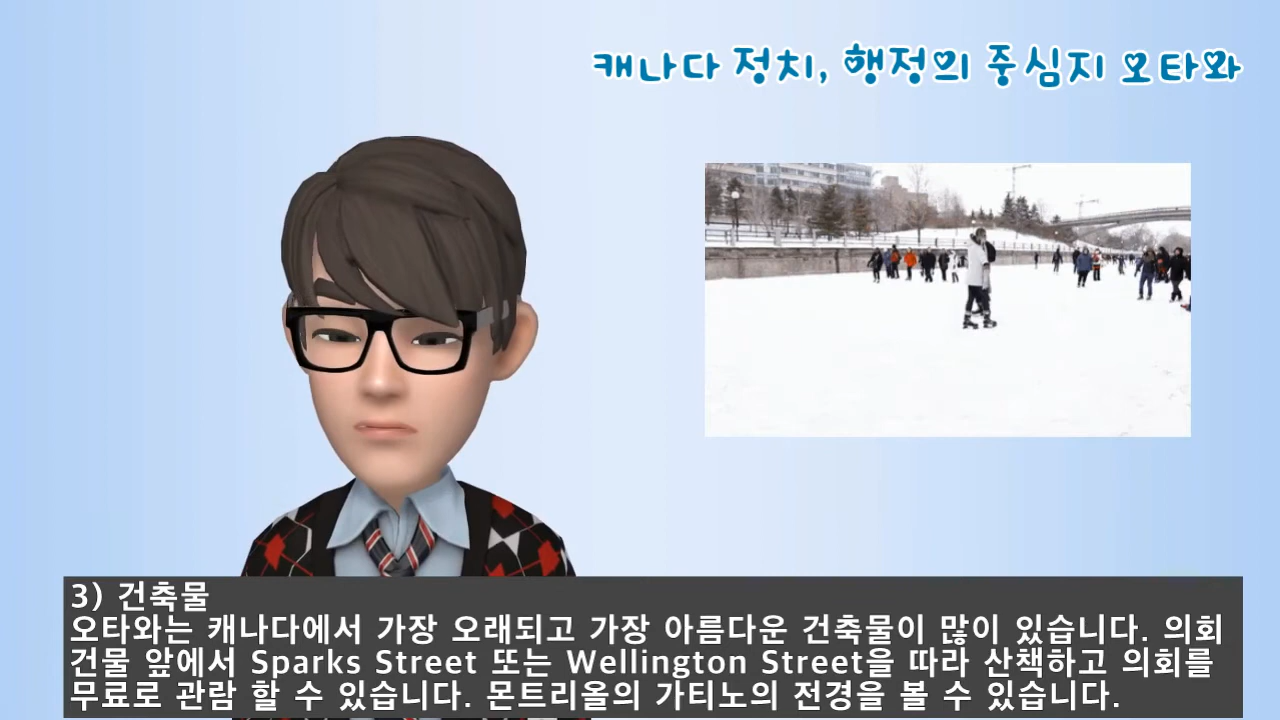 캐나다 정치, 행정의 중심지 오타와
3) 건축물
오타와는 캐나다에서 가장 오래되고 가장 아름다운 건축물이 많이 있습니다. 의회
건물 앞에서 Sparks Street 또는 Wellington Street을 따라 산책하고 의회를
무료로 관람 할 수 있습니다. 몬트리올의 가티노의 전경을 볼 수 있습니다.